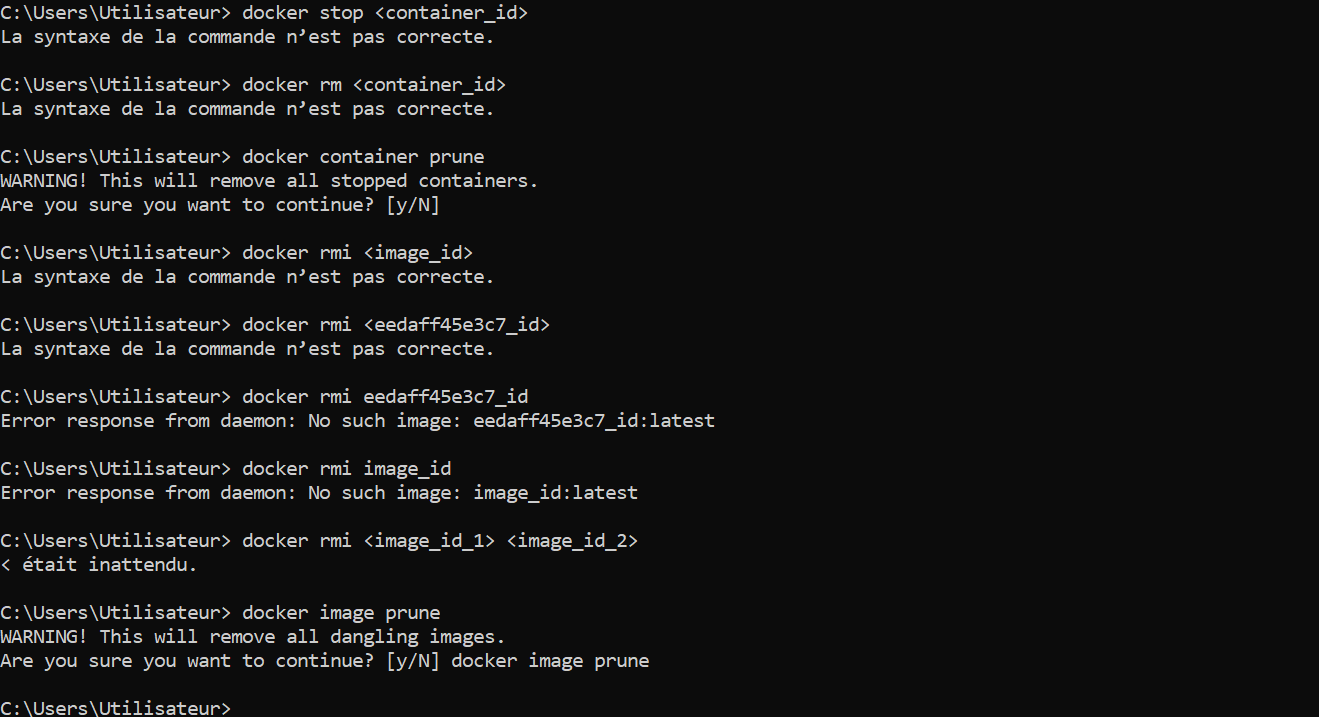 C:\Users\Utilisateur> docker stop <container_id>
La syntaxe de la commande n’est pas correcte.
C:\Users\Utilisateur> docker rm <container_id>
La syntaxe de la commande n’est pas correcte.
C:\Users\Utilisateur> docker container prune
WARNING! This will remove all stopped containers.
Are you sure you want to continue? [y/N]
C:\Users\Utilisateur> docker rmi <image_id>
La syntaxe de la commande n’est pas correcte.
C:\Users\Utilisateur> docker rmi <eedaff45e3c7_id>
La syntaxe de la commande n’est pas correcte.
C:\Users\Utilisateur> docker rmi eedaff45e3c7_id
Error response from daemon: No such image: eedaff45e3c7_id:latest
C:\Users\Utilisateur> docker rmi image_id
Error response from daemon: No such image: image_id:latest
C:\Users\Utilisateur> docker rmi <image_id_1> <image_id_2>
< était inattendu.
C:\Users\Utilisateur> docker image prune
WARNING! This will remove all dangling images.
Are you sure you want to continue? [y/N] docker image prune
C:\Users\Utilisateur>